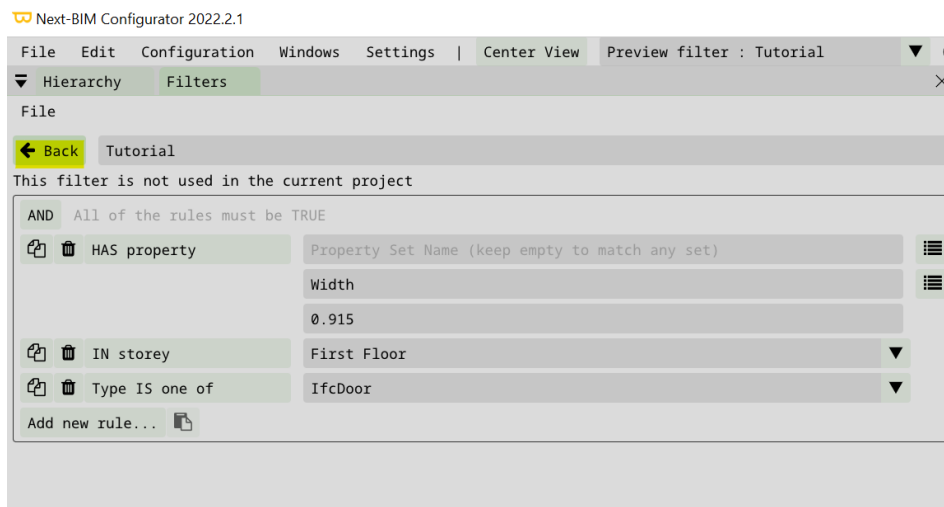 Next-BIM Configurator 2022.2.1
File Edit Configuration Windows Settings | Center View Preview filter : Tutorial
Hierarchy Filters
File
Back Tutorial
This filter is not used in the current project
AND All of the rules must be TRUE
HAS property Property Set Name (keep empty to match any set)
Width
0.915
IN storey First Floor
Type IS one of IfcDoor
Add new rule...